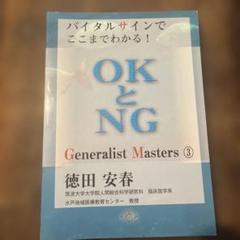 バイタルサインで
ここまでわかる！
OKと
NG
Generalist Masters ③
徳田 安春
筑波大学大学院人間総合科学研究科 臨床医学系
水戸地域医療教育センター 教授